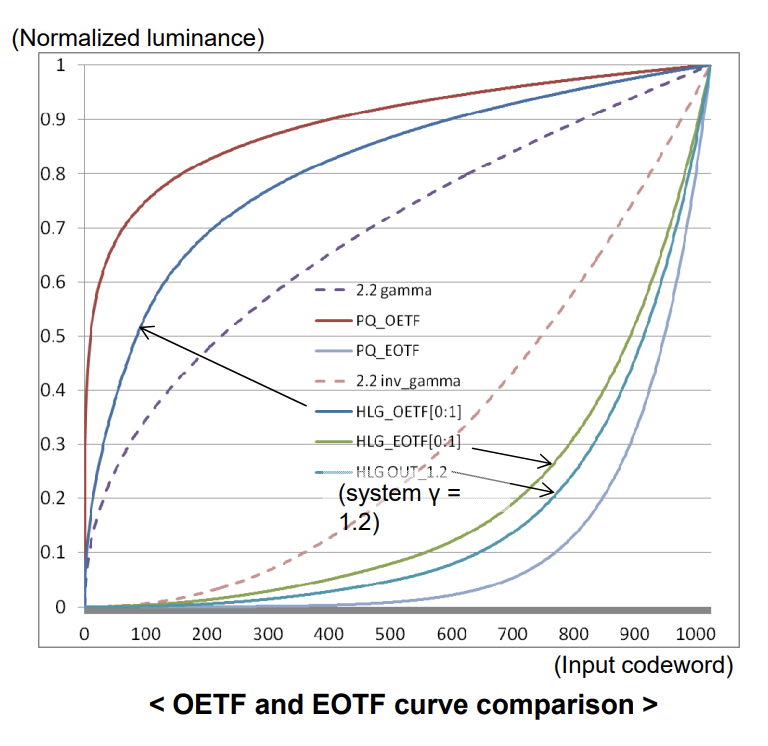 (Normalized luminance)
1
0.9
0.8
0.7
0.6
0.5
0.4
0.3
0.2
0.1
0
2.2 gamma
PQ_OETF
PQ_EOTF
2.2 inv_gamma
HLG_OETF[0:1]
HLG_EOTF[0:1]
HLG OUT_1.2
(system γ =
1.2)
0 100 200 300 400 500 600 700 800 900 1000
(Input codeword)
< OETF and EOTF curve comparison >